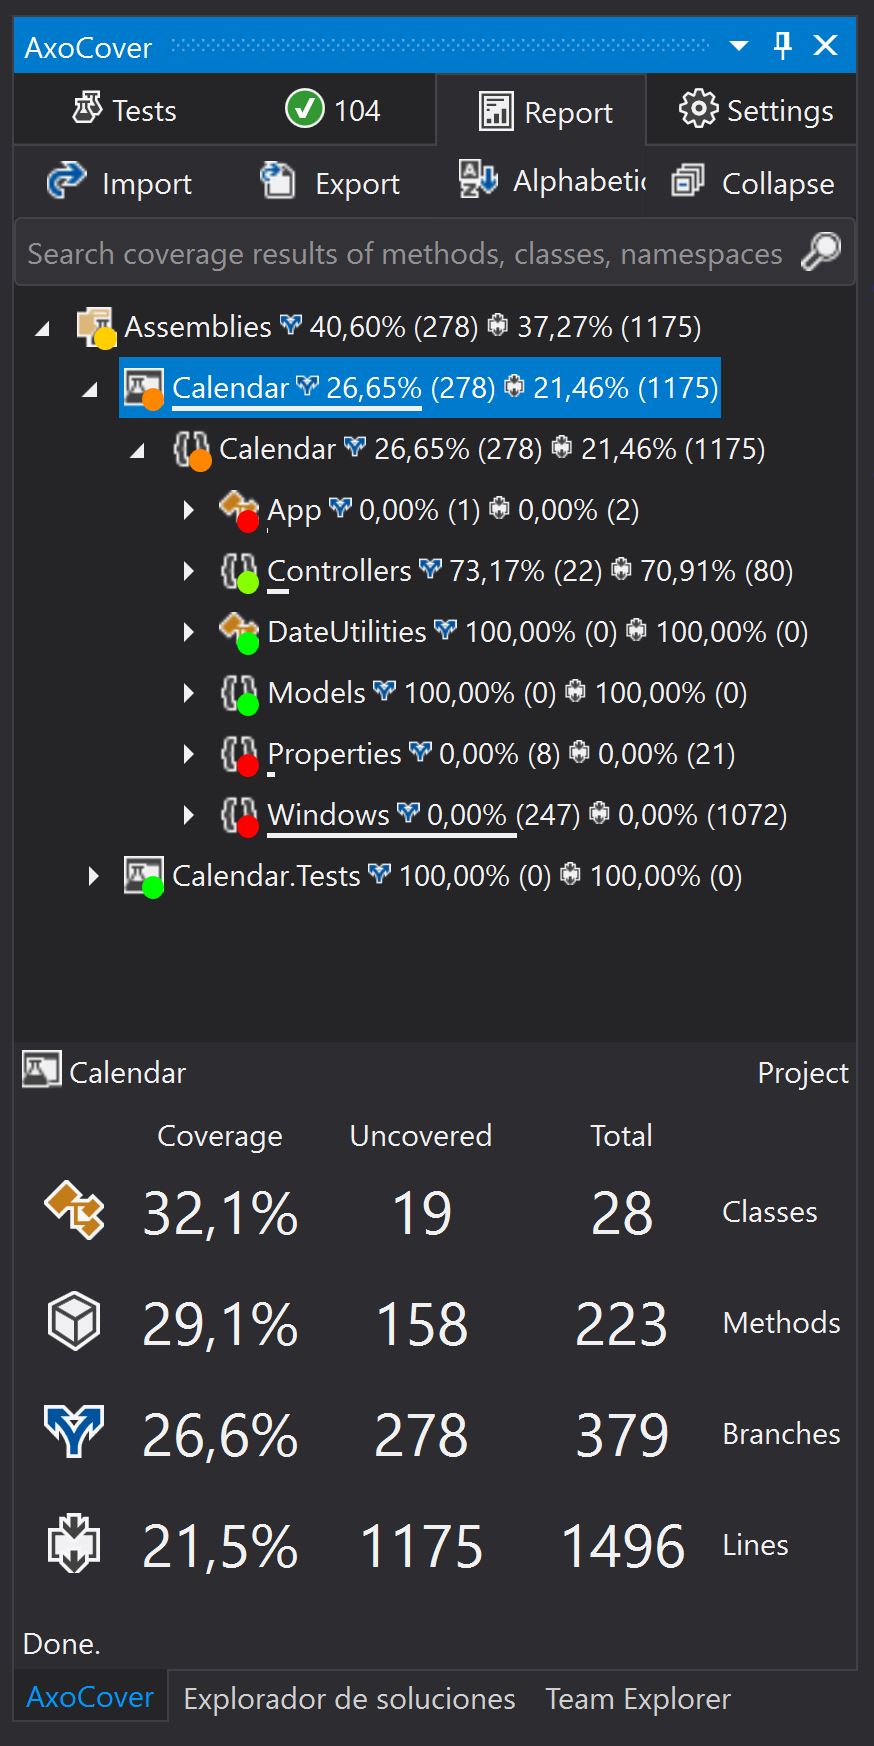 AxoCover
Tests 104 Report Settings
Import Export Alphabetic Collapse
Search coverage results of methods, classes, namespaces
Assemblies 40,60% (278) 37,27% (1175)
Calendar 26,65% (278) 21,46% (1175)
Calendar 26,65% (278) 21,46% (1175)
App 0,00% (1) 0,00% (2)
Controllers 73,17% (22) 70,91% (80)
DateUtilities 100,00% (0) 100,00% (0)
Models 100,00% (0) 100,00% (0)
Properties 0,00% (8) 0,00% (21)
Windows 0,00% (247) 0,00% (1072)
Calendar.Tests 100,00% (0) 100,00% (0)
Calendar Project
Coverage Uncovered Total
32,1% 19 28 Classes
29,1% 158 223 Methods
26,6% 278 379 Branches
21,5% 1175 1496 Lines
Done.
AxoCover Explorador de soluciones Team Explorer